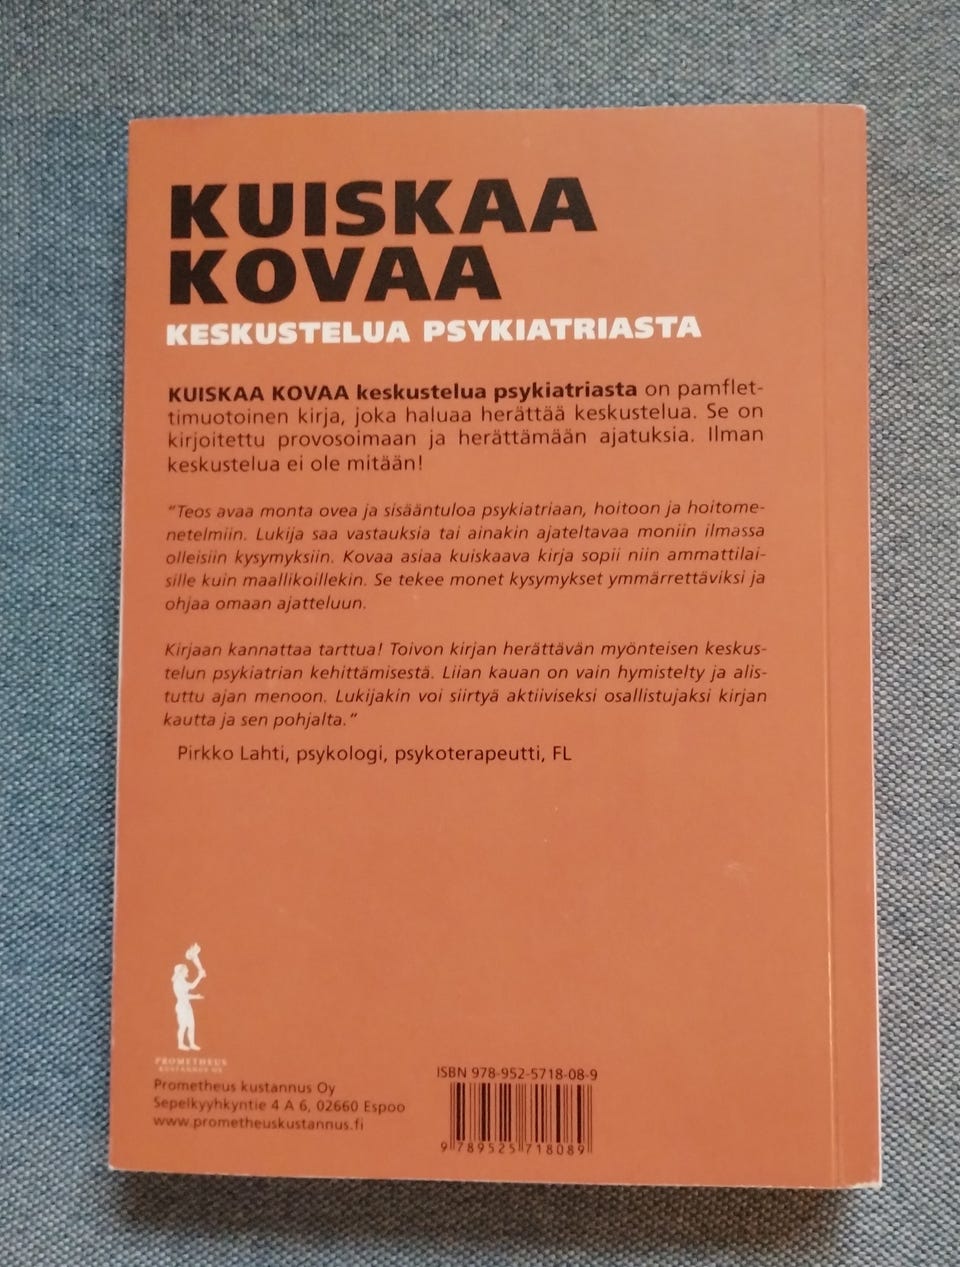 KUISKAA
KOVAA
KESKUSTELUA PSYKIATRIASTA
KUISKAA KOVAA keskustelua psykiatriasta on pamflet-
timuotoinen kirja, joka haluaa herättää keskustelua. Se on
kirjoitettu provosoimaan ja herättämään ajatuksia. Ilman
keskustelua ei ole mitään!
"Teos avaa monta ovea ja sisääntuloa psykiatriaan, hoitoon ja hoitome-
netelmiin. Lukija saa vastauksia tai ainakin ajateltavaa moniin ilmassa
olleisiin kysymyksiin. Kovaa asiaa kuiskaava kirja sopii niin ammattilai-
sille kuin maallikoillekin. Se tekee monet kysymykset ymmärrettäviksi ja
ohjaa omaan ajatteluun.
Kirjaan kannattaa tarttua! Toivon kirjan herättävän myönteisen keskus-
telun psykiatrian kehittämisestä. Liian kauan on vain hymistelty ja alis-
tuttu ajan menoon. Lukijakin voi siirtyä aktiiviseksi osallistujaksi kirjan
kautta ja sen pohjalta."
Pirkko Lahti, psykologi, psykoterapeutti, FL
PROMETHEUS
KUSTANNUS OY
Prometheus kustannus Oy
Sepelkyyhkyntie 4 A 6, 02660 Espoo
www.prometheuskustannus.fi
ISBN 978-952-5718-08-9
9 789525 718089